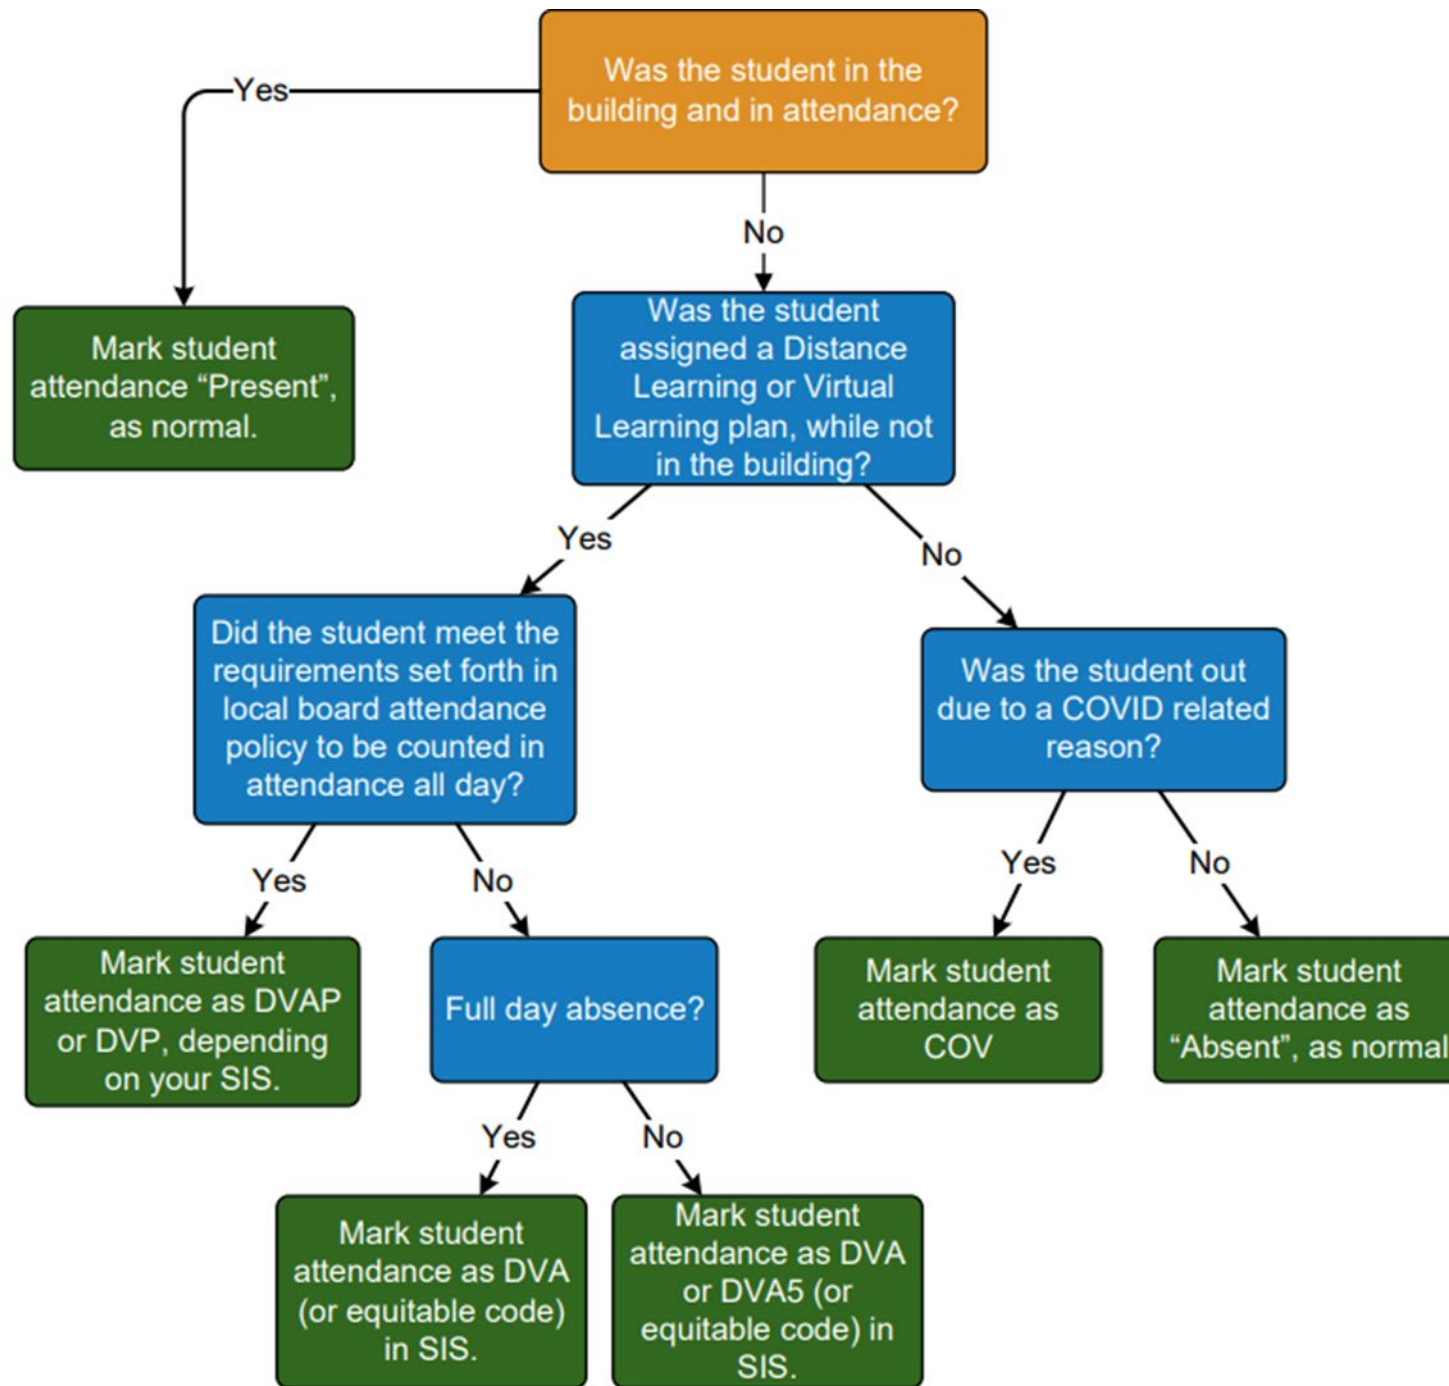 Was the student in the
building and in attendance?
Yes
No
Mark student
attendance “Present”,
as normal.
Was the student
assigned a Distance
Learning or Virtual
Learning plan, while not
in the building?
Yes
No
Did the student meet the
requirements set forth in
local board attendance
policy to be counted in
attendance all day?
Was the student out
due to a COVID related
reason?
Yes
No
Yes
No
Mark student
attendance as DVAP
or DVP, depending
on your SIS.
Full day absence?
Mark student
attendance as
COV
Mark student
attendance as
“Absent”, as normal
Yes
No
Mark student
attendance as DVA
(or equitable code)
in SIS.
Mark student
attendance as DVA
or DVA5 (or
equitable code) in
SIS.